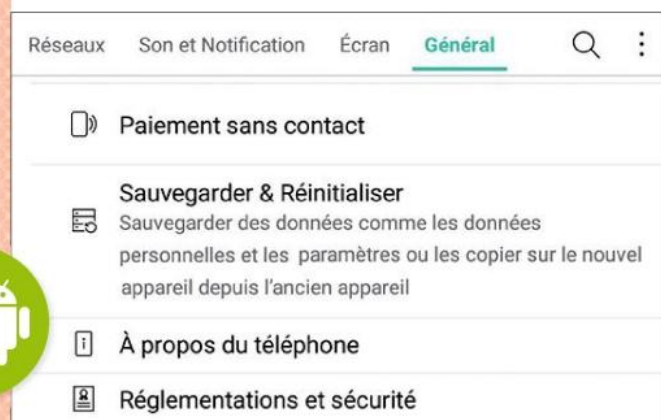 Réseaux Son et Notification Écran Général
Paiement sans contact
Sauvegarder & Réinitialiser
Sauvegarder des données comme les données
personnelles et les paramètres ou les copier sur le nouvel
appareil depuis l'ancien appareil
À propos du téléphone
Réglementations et sécurité